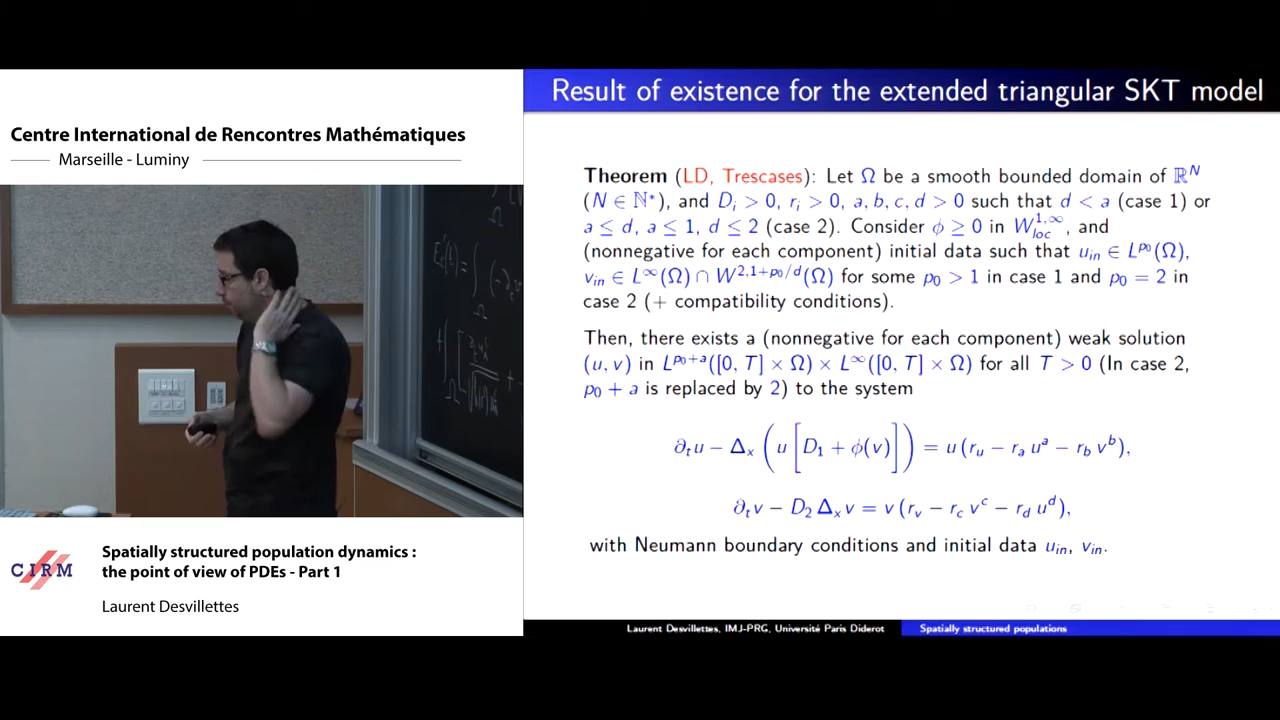 Centre International de Rencontres Mathématiques
Marseille - Luminy
CIRM
Spatially structured population dynamics :
the point of view of PDEs - Part 1
Laurent Desvillettes
Result of existence for the extended triangular SKT model
Theorem (LD, Trescases): Let Ω be a smooth bounded domain of ℝ^N
(N ∈ ℕ*), and D_i > 0, r_i > 0, a, b, c, d > 0 such that d < a (case 1) or
a ≤ d, a ≤ 1, d ≤ 2 (case 2). Consider ϕ ≥ 0 in W^{1,∞}_{loc}, and
(nonnegative for each component) initial data such that u_{in} ∈ L^{p_0}(Ω),
v_{in} ∈ L^∞(Ω) ∩ W^{2,1+p_0/d}(Ω) for some p_0 > 1 in case 1 and p_0 = 2 in
case 2 (+ compatibility conditions).
Then, there exists a (nonnegative for each component) weak solution
(u, v) in L^{p_0+a}([0, T] × Ω) × L^∞([0, T] × Ω) for all T > 0 (In case 2,
p_0 + a is replaced by 2) to the system
∂_t u − Δ_x (u [D_1 + ϕ(v)]) = u (r_u − r_a u^a − r_b v^b),
∂_t v − D_2 Δ_x v = v (r_v − r_c v^c − r_d u^d),
with Neumann boundary conditions and initial data u_{in}, v_{in}.
Laurent Desvillettes, IMJ-PRG, Université Paris Diderot
Spatially structured populations